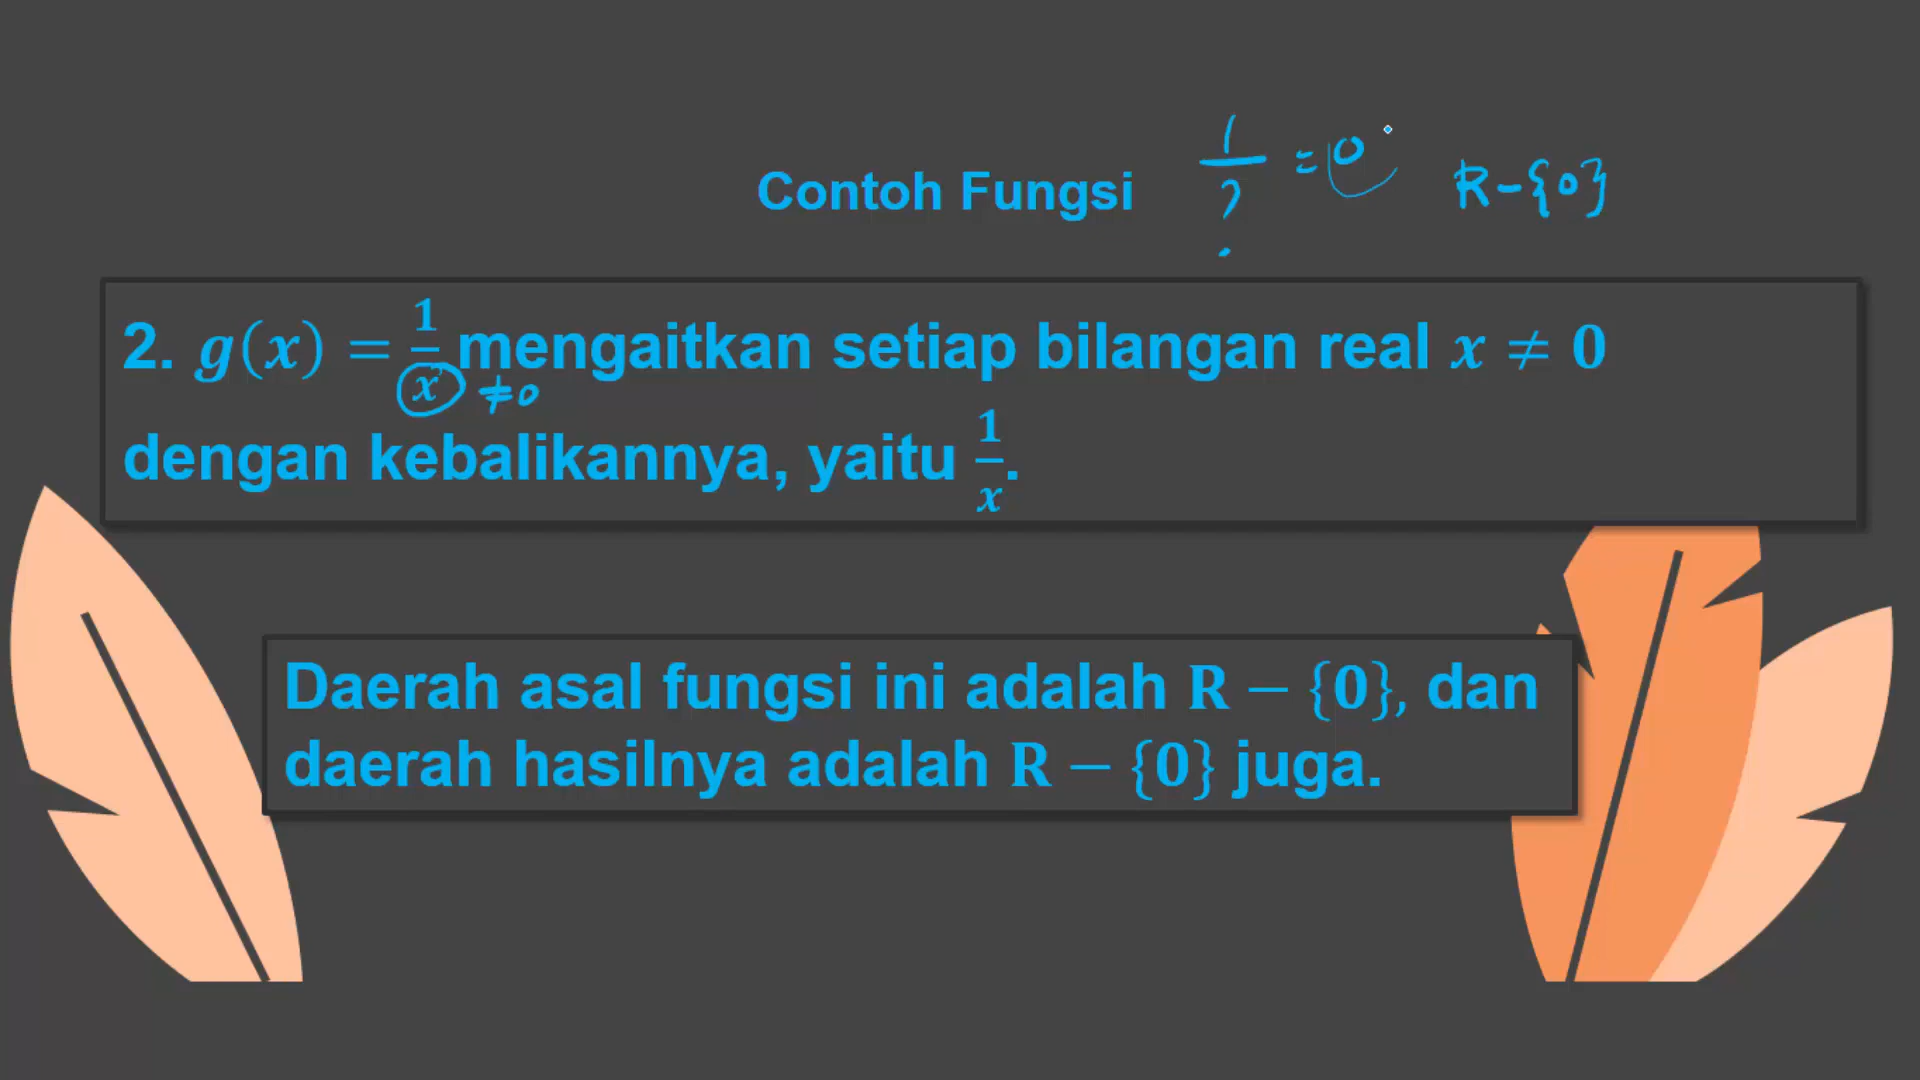 Contoh Fungsi
1/? = 0
R-{0}
2. g(x) = 1/x mengaitkan setiap bilangan real x ≠ 0
≠0
dengan kebalikannya, yaitu 1/x.
Daerah asal fungsi ini adalah R − {0}, dan
daerah hasilnya adalah R − {0} juga.